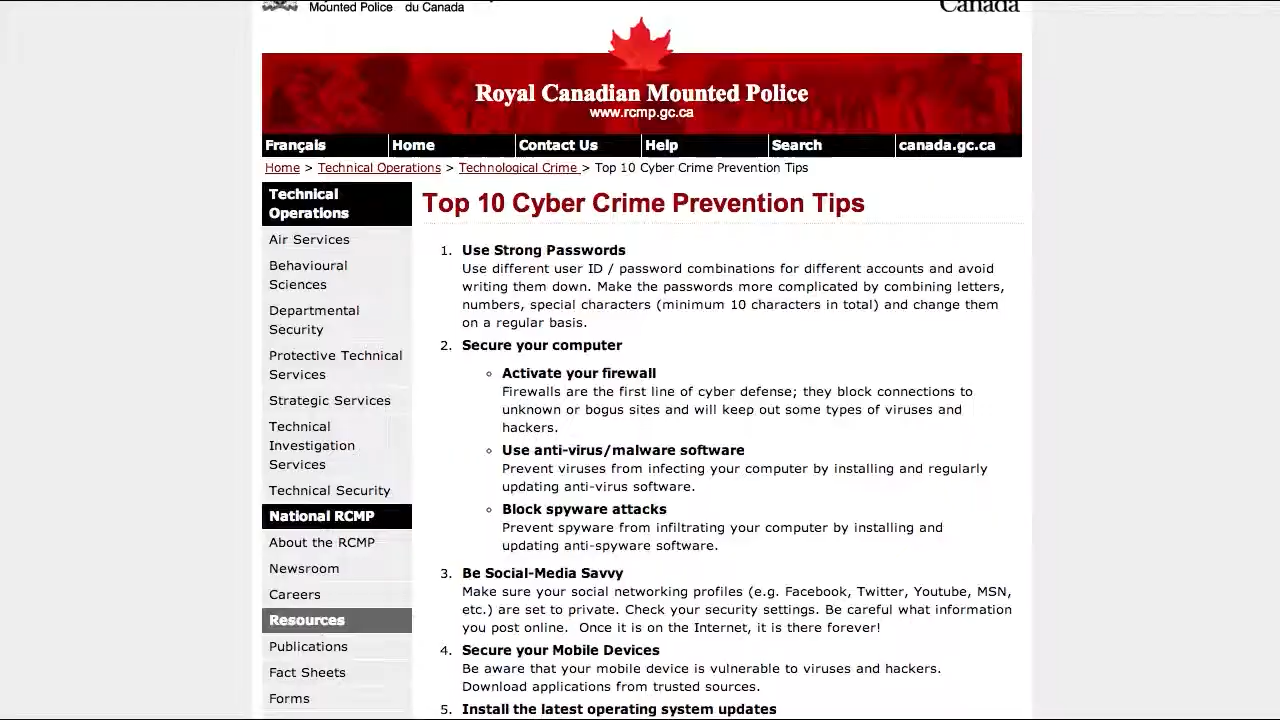 Mounted Police du Canada
Canada
Royal Canadian Mounted Police
www.rcmp.gc.ca
Français Home Contact Us Help Search canada.gc.ca
Home > Technical Operations > Technological Crime > Top 10 Cyber Crime Prevention Tips
Technical
Operations
Air Services
Behavioural
Sciences
Departmental
Security
Protective Technical
Services
Strategic Services
Technical
Investigation
Services
Technical Security
National RCMP
About the RCMP
Newsroom
Careers
Resources
Publications
Fact Sheets
Forms
Top 10 Cyber Crime Prevention Tips
1. Use Strong Passwords
Use different user ID / password combinations for different accounts and avoid
writing them down. Make the passwords more complicated by combining letters,
numbers, special characters (minimum 10 characters in total) and change them
on a regular basis.
2. Secure your computer
Activate your firewall
Firewalls are the first line of cyber defense; they block connections to
unknown or bogus sites and will keep out some types of viruses and
hackers.
Use anti-virus/malware software
Prevent viruses from infecting your computer by installing and regularly
updating anti-virus software.
Block spyware attacks
Prevent spyware from infiltrating your computer by installing and
updating anti-spyware software.
3. Be Social-Media Savvy
Make sure your social networking profiles (e.g. Facebook, Twitter, Youtube, MSN,
etc.) are set to private. Check your security settings. Be careful what information
you post online. Once it is on the Internet, it is there forever!
4. Secure your Mobile Devices
Be aware that your mobile device is vulnerable to viruses and hackers.
Download applications from trusted sources.
5. Install the latest operating system updates